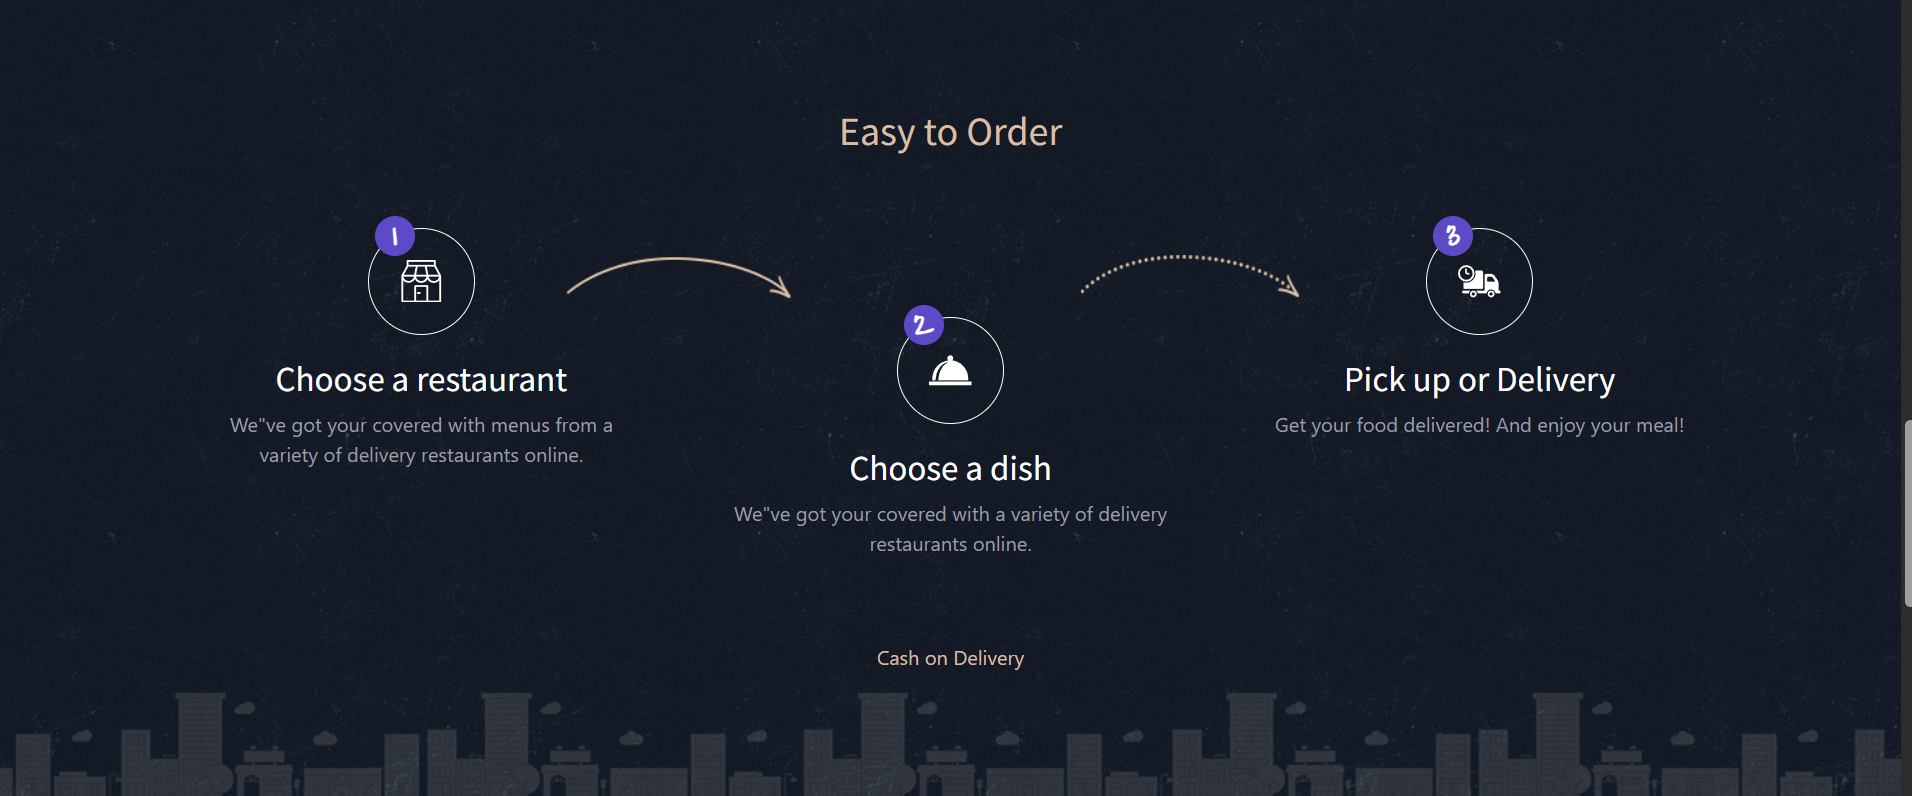 Easy to Order
1
Choose a restaurant
We"ve got your covered with menus from a
variety of delivery restaurants online.
2
Choose a dish
We"ve got your covered with a variety of delivery
restaurants online.
3
Pick up or Delivery
Get your food delivered! And enjoy your meal!
Cash on Delivery